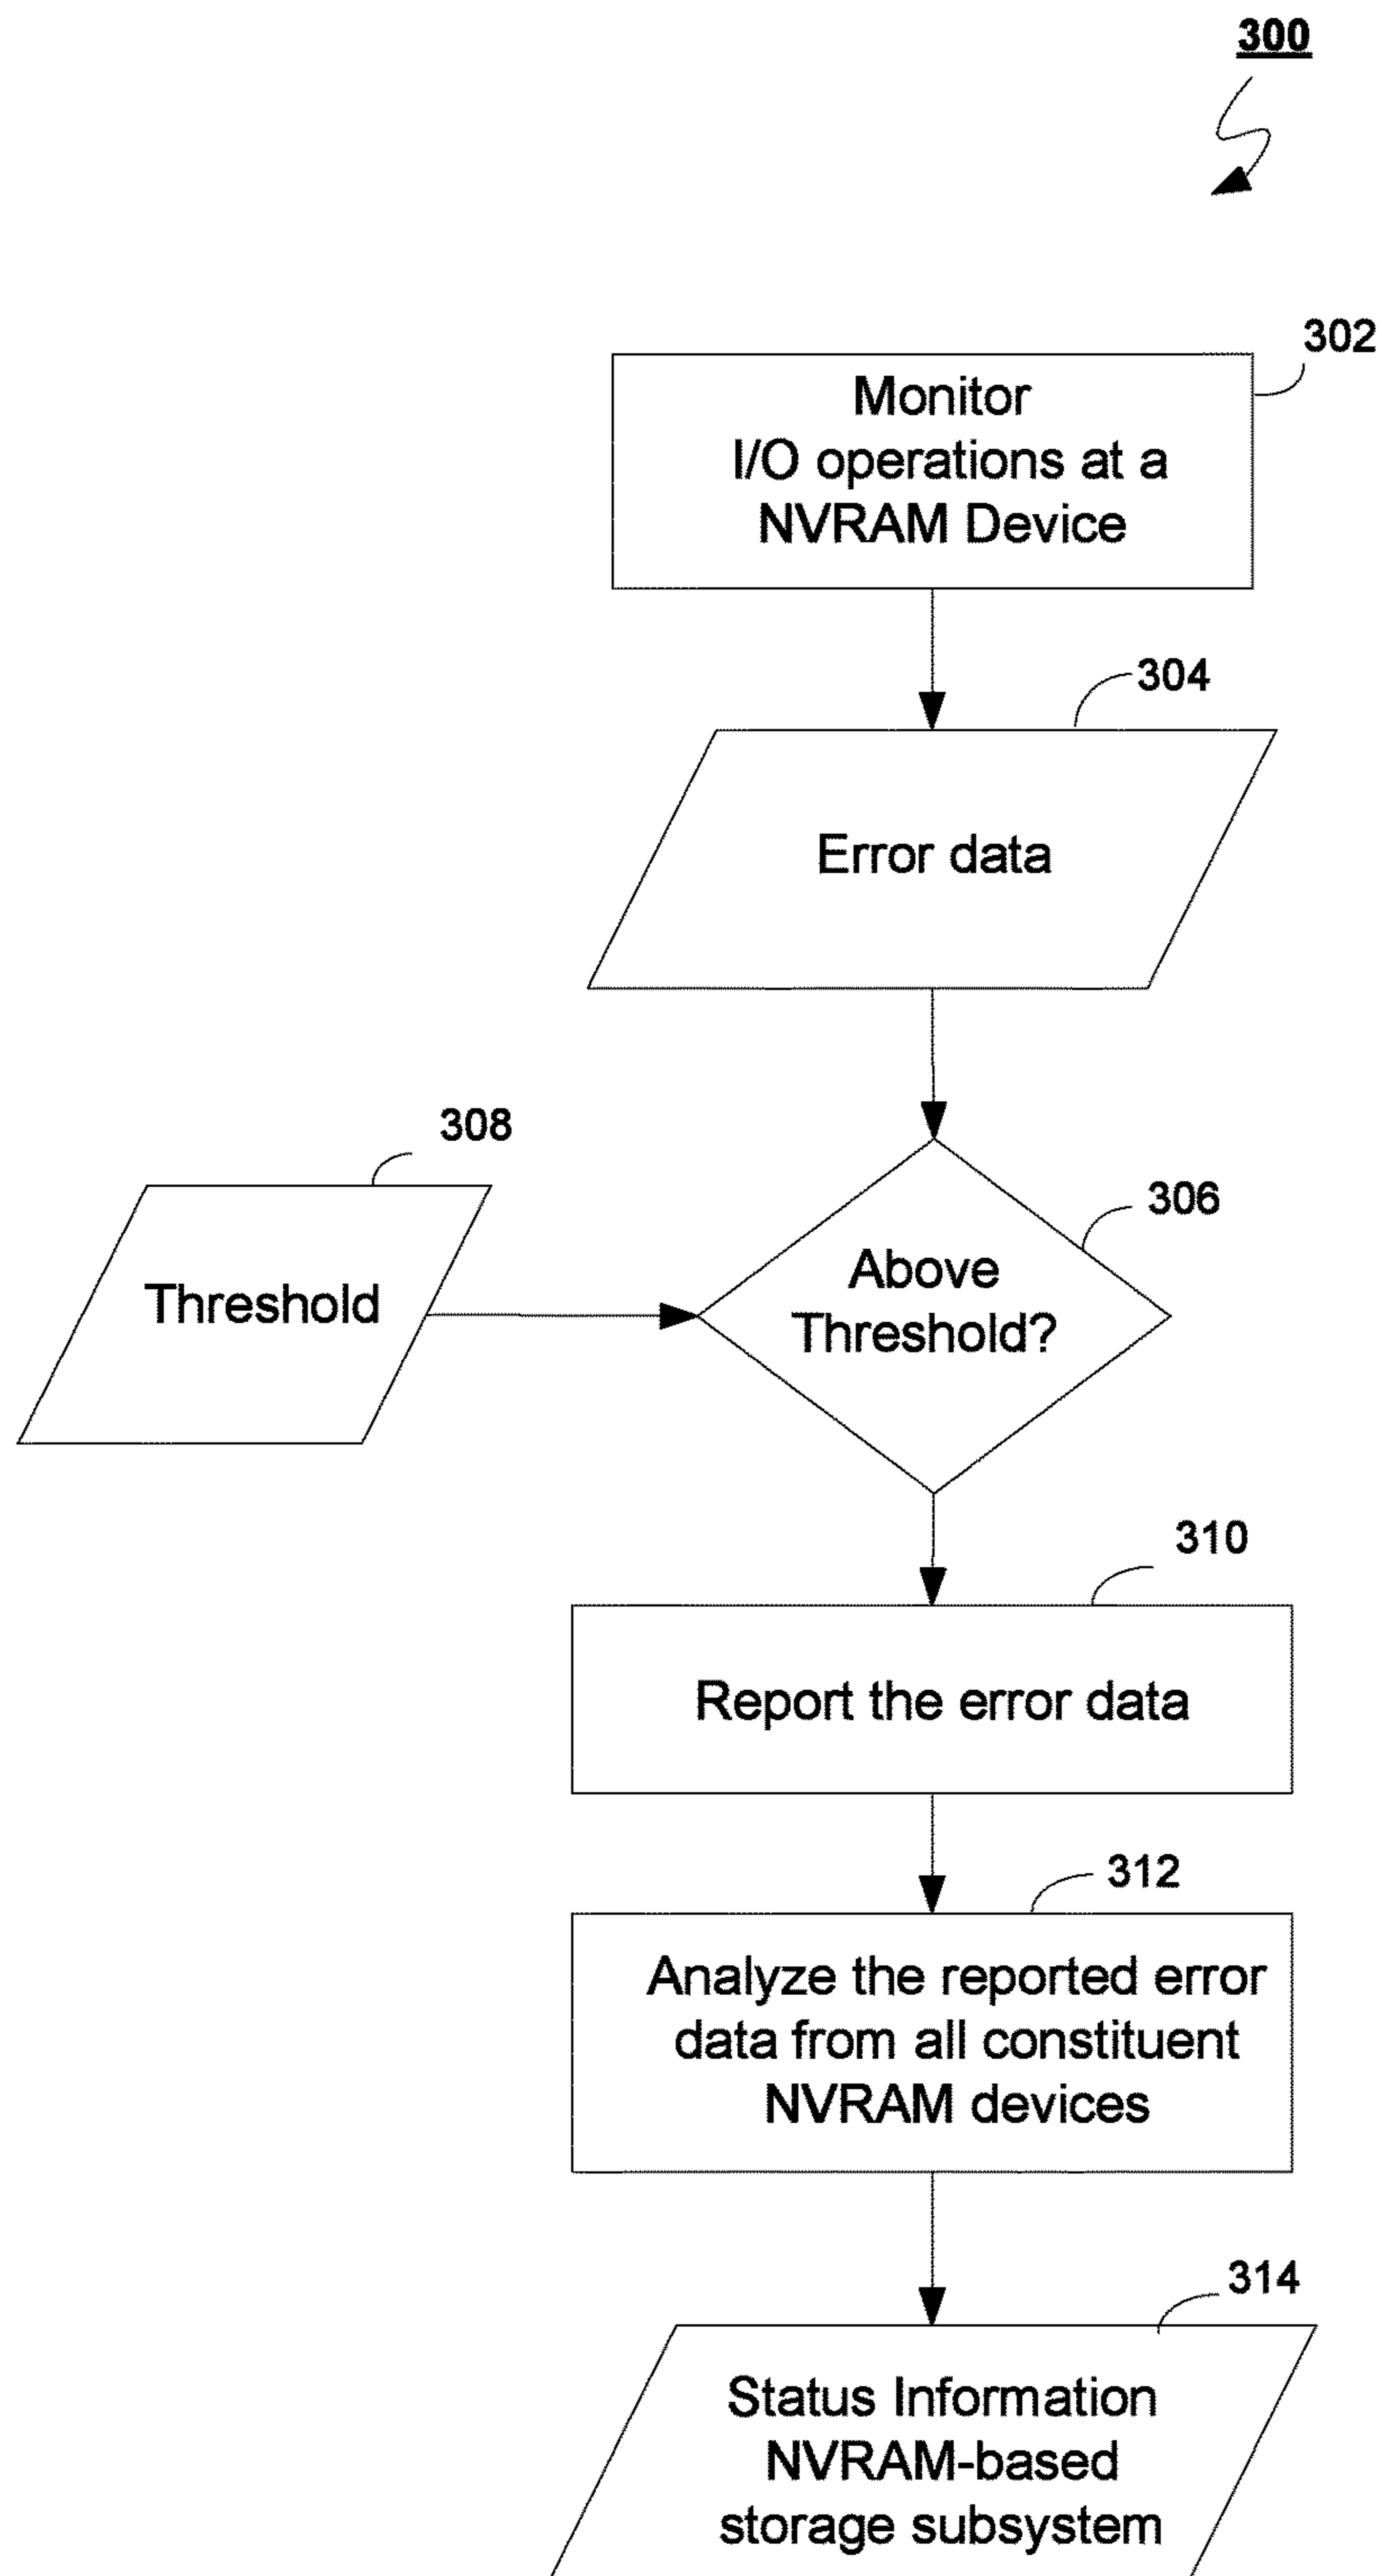 300
302
Monitor
I/O operations at a
NVRAM Device
304
Error data
308
Threshold
306
Above
Threshold?
310
Report the error data
312
Analyze the reported error
data from all constituent
NVRAM devices
314
Status Information
NVRAM-based
storage subsystem